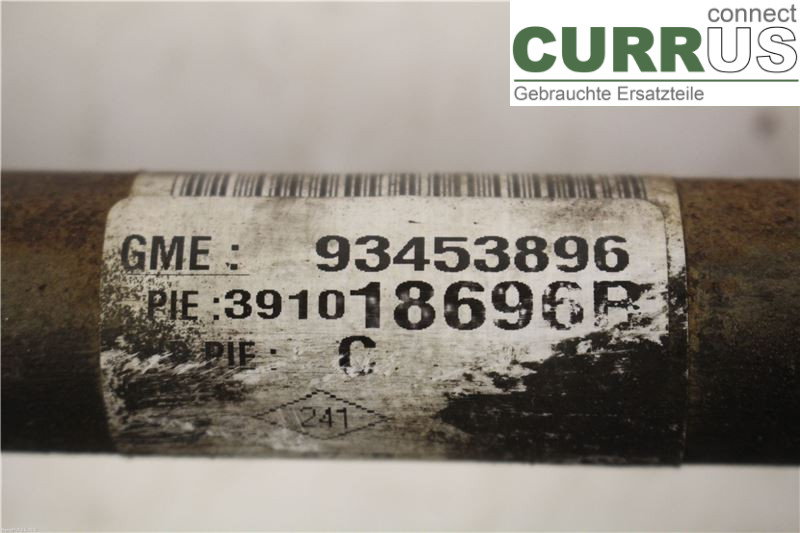 connect
CURRUS
Gebrauchte Ersatzteile
GME : 93453896
PIE : 391018696R
PIE : C
241